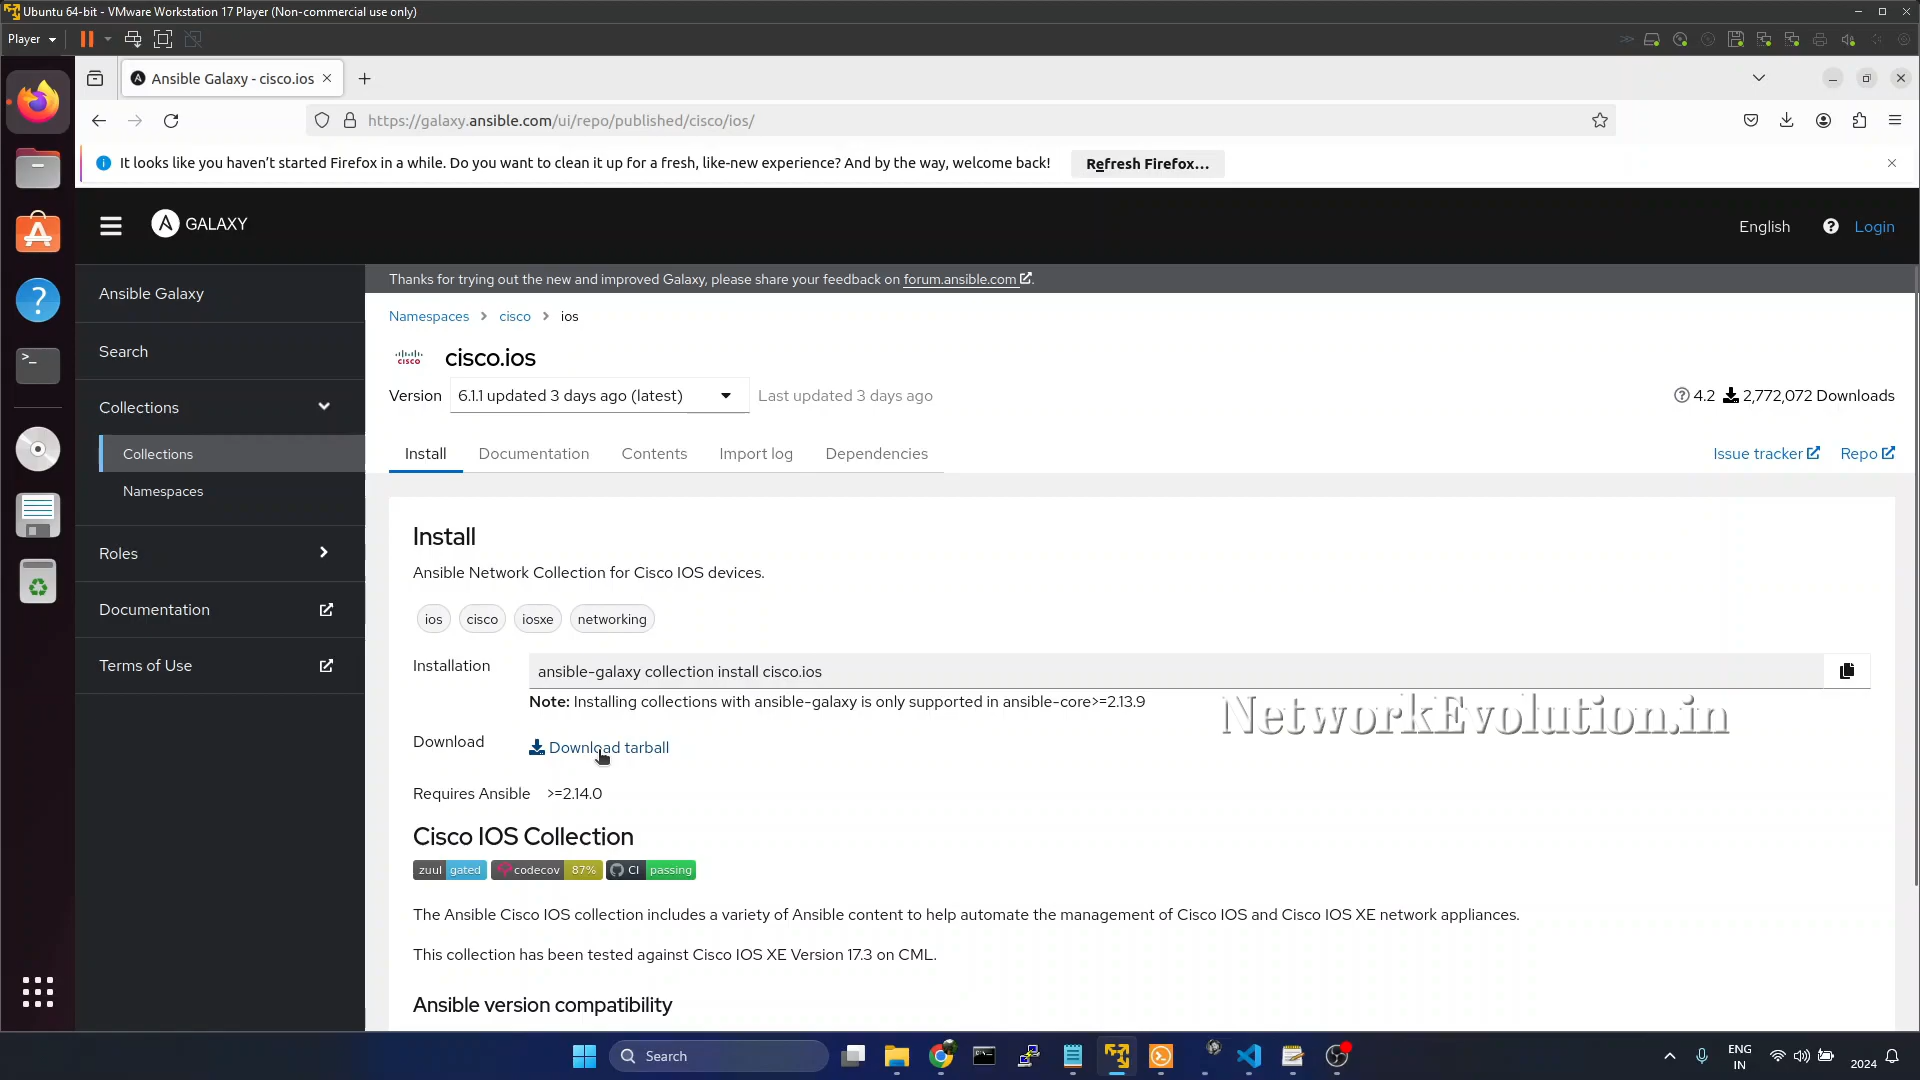 Ubuntu 64-bit - VMware Workstation 17 Player (Non-commercial use only)
Player
Ansible Galaxy - cisco.ios
https://galaxy.ansible.com/ui/repo/published/cisco/ios/
It looks like you haven't started Firefox in a while. Do you want to clean it up for a fresh, like-new experience? And by the way, welcome back!
Refresh Firefox...
GALAXY
English
Login
Ansible Galaxy
Search
Collections
Collections
Namespaces
Roles
Documentation
Terms of Use
Thanks for trying out the new and improved Galaxy, please share your feedback on forum.ansible.com.
Namespaces > cisco > ios
cisco
cisco.ios
Version 6.1.1 updated 3 days ago (latest) Last updated 3 days ago
4.2 2,772,072 Downloads
Install Documentation Contents Import log Dependencies
Issue tracker Repo
Install
Ansible Network Collection for Cisco IOS devices.
ios cisco iosxe networking
Installation ansible-galaxy collection install cisco.ios
Note: Installing collections with ansible-galaxy is only supported in ansible-core>=2.13.9
NetworkEvolution.in
Download Download tarball
Requires Ansible >=2.14.0
Cisco IOS Collection
zuul gated codecov 87% CI passing
The Ansible Cisco IOS collection includes a variety of Ansible content to help automate the management of Cisco IOS and Cisco IOS XE network appliances.
This collection has been tested against Cisco IOS XE Version 17.3 on CML.
Ansible version compatibility
Search
ENG
IN
2024